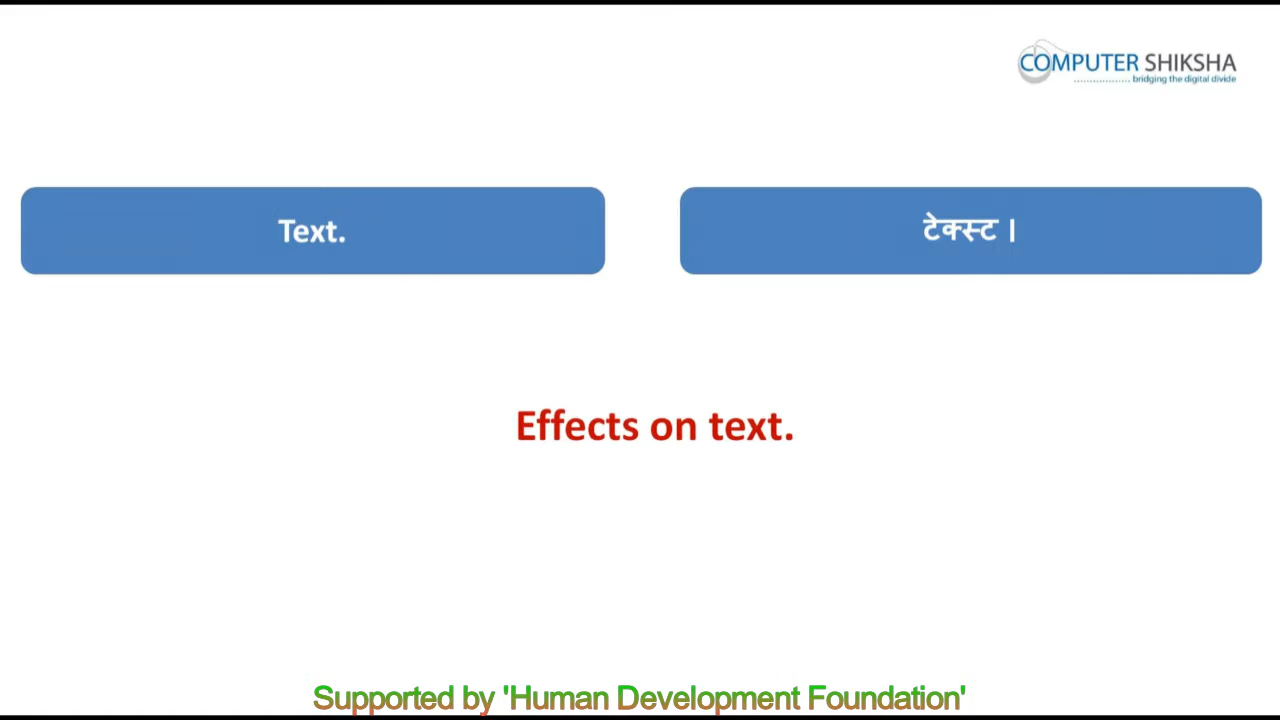 COMPUTER SHIKSHA
bridging the digital divide
Text.
टेक्स्ट ।
Effects on text.
Supported by 'Human Development Foundation'